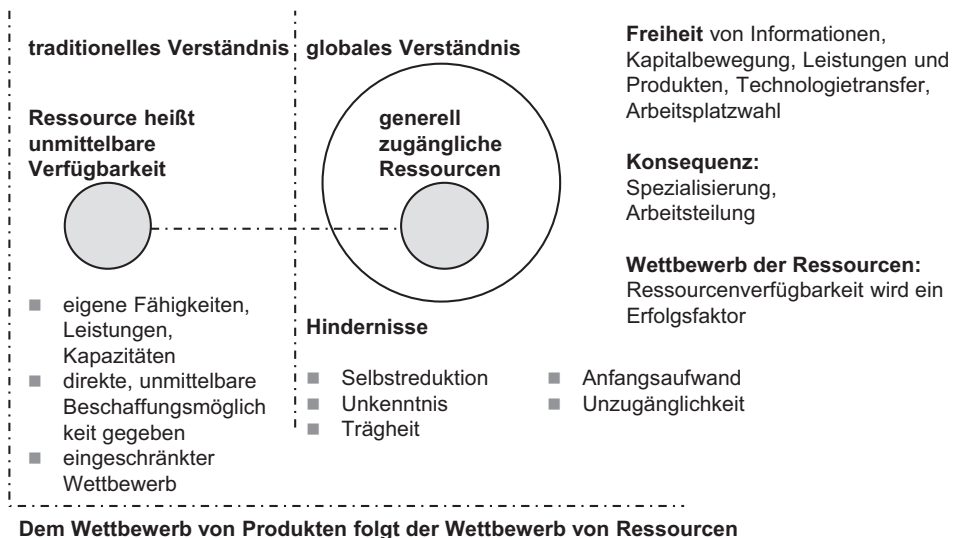 traditionelles Verständnis
Ressource heißt
unmittelbare
Verfügbarkeit
eigene Fähigkeiten,
Leistungen,
Kapazitäten
direkte, unmittelbare
Beschaffungsmöglich
keit gegeben
eingeschränkter
Wettbewerb
globales Verständnis
generell
zugängliche
Ressourcen
Hindernisse
Selbstreduktion
Unkenntnis
Trägheit
Anfangsaufwand
Unzugänglichkeit
Freiheit von Informationen,
Kapitalbewegung, Leistungen und
Produkten, Technologietransfer,
Arbeitsplatzwahl
Konsequenz:
Spezialisierung,
Arbeitsteilung
Wettbewerb der Ressourcen:
Ressourcenverfügbarkeit wird ein
Erfolgsfaktor
Dem Wettbewerb von Produkten folgt der Wettbewerb von Ressourcen